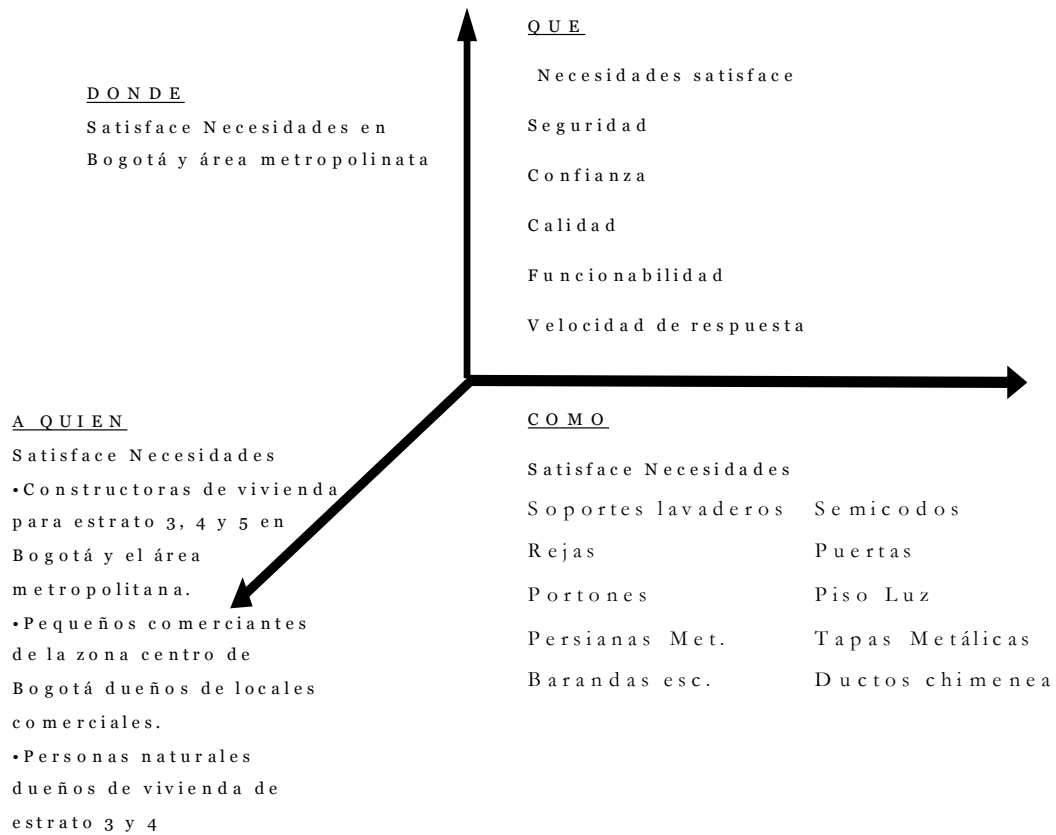 DONDE
Satisface Necesidades en
Bogotá y área metropolinata
QUE
Necesidades satisface
Seguridad
Confianza
Calidad
Funcionabilidad
Velocidad de respuesta
A QUIEN
Satisface Necesidades
•Constructoras de vivienda
para estrato 3, 4 y 5 en
Bogotá y el área
metropolitana.
•Pequeños comerciantes
de la zona centro de
Bogotá dueños de locales
comerciales.
•Personas naturales
dueños de vivienda de
estrato 3 y 4
COMO
Satisface Necesidades
Soportes lavaderos Semicodos
Rejas Puertas
Portones Piso Luz
Persianas Met. Tapas Metálicas
Barandas esc. Ductos chimenea